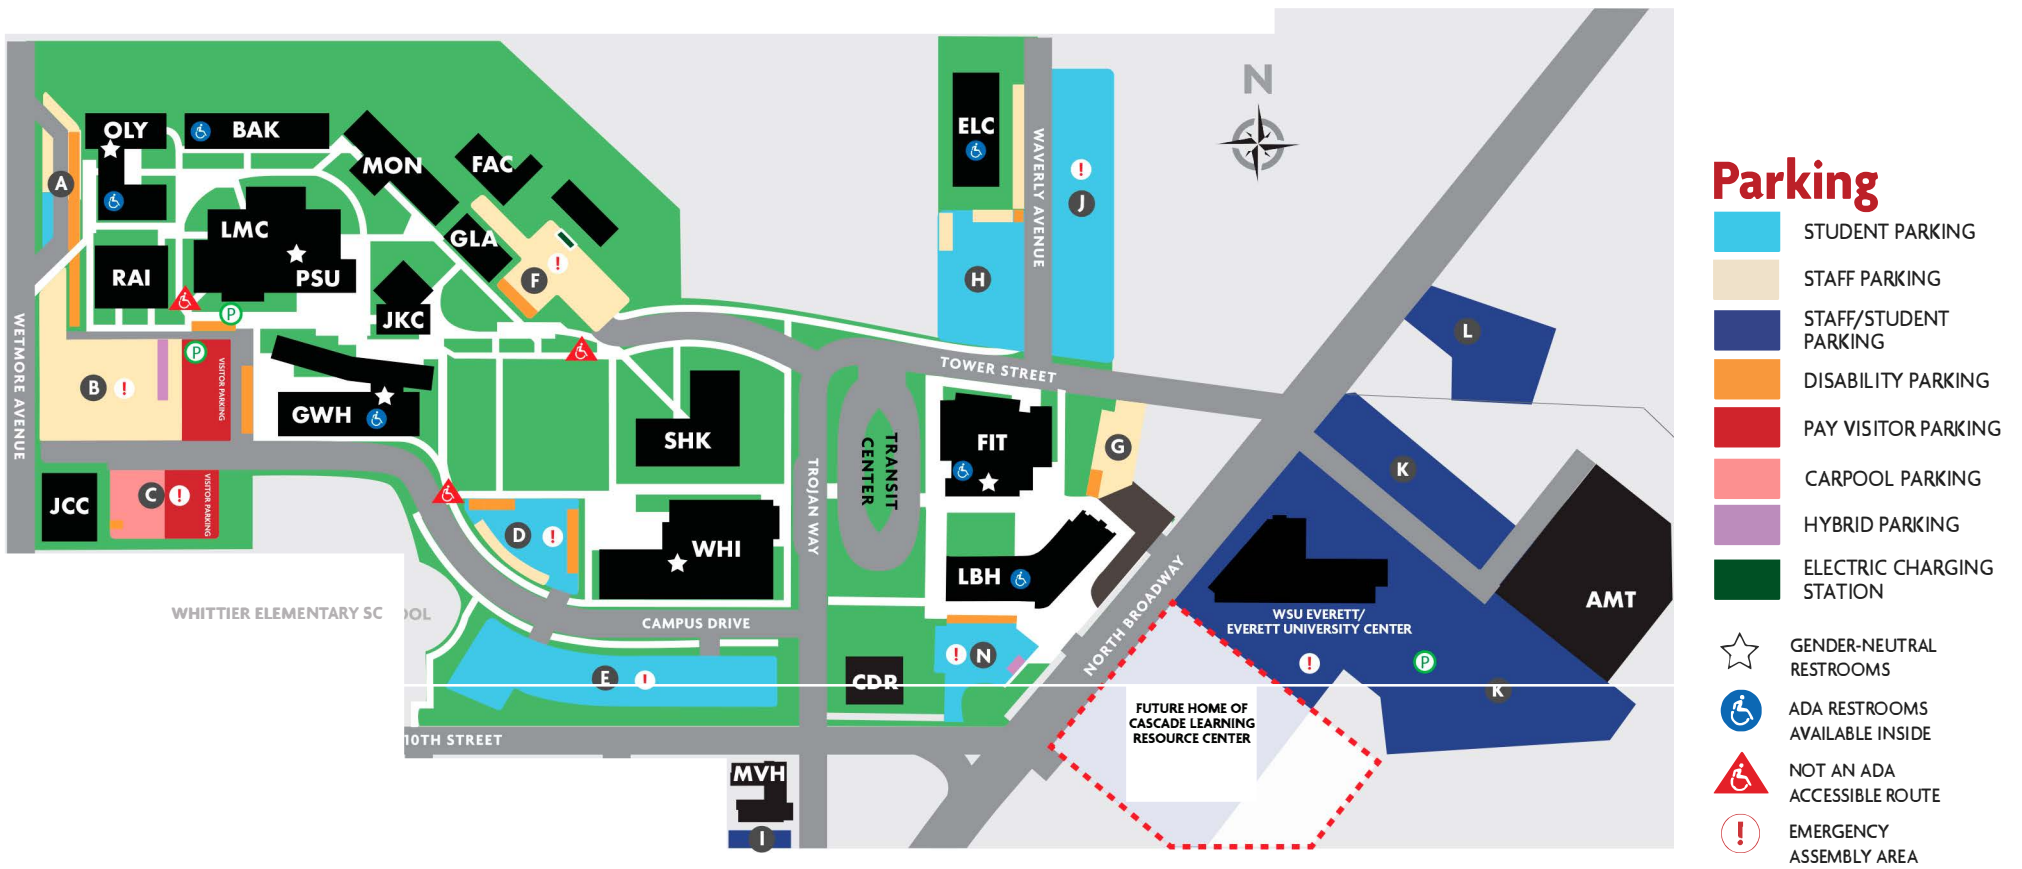 N
OLY
BAK
MON
FAC
ELC
WAVERLY AVENUE
A
J
LMC
GLA
RAI
PSU
F
H
JKC
P
WETMORE AVENUE
TOWER STREET
L
P
VISITOR PARKING
B
GWH
SHK
TRANSIT
CENTER
FIT
G
K
TROJAN WAY
JCC
C
VISITOR PARKING
D
WHI
LBH
NORTH BROADWAY
AMT
WHITTIER ELEMENTARY SC OOL
CAMPUS DRIVE
WSU EVERETT/
EVERETT UNIVERSITY CENTER
N
P
E
CDR
K
FUTURE HOME OF
CASCADE LEARNING
RESOURCE CENTER
10TH STREET
MVH
I
Parking
STUDENT PARKING
STAFF PARKING
STAFF/STUDENT
PARKING
DISABILITY PARKING
PAY VISITOR PARKING
CARPOOL PARKING
HYBRID PARKING
ELECTRIC CHARGING
STATION
GENDER-NEUTRAL
RESTROOMS
ADA RESTROOMS
AVAILABLE INSIDE
NOT AN ADA
ACCESSIBLE ROUTE
EMERGENCY
ASSEMBLY AREA